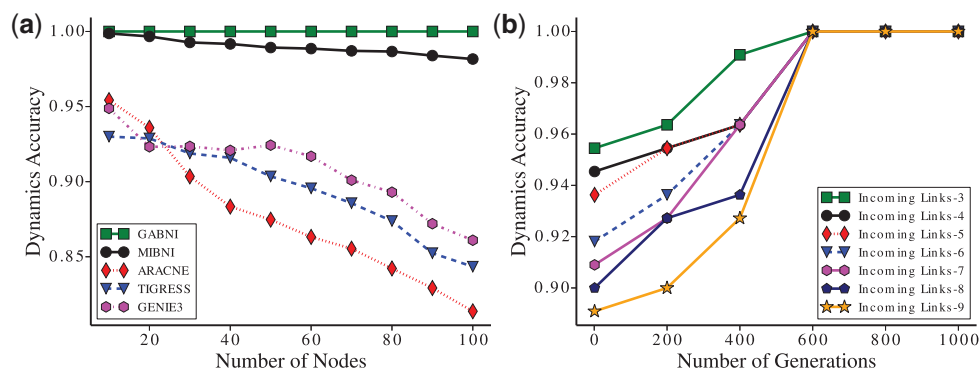 (a)
Dynamics Accuracy
1.00
0.95
0.90
0.85
GABNI
MIBNI
ARACNE
TIGRESS
GENIE3
20 40 60 80 100
Number of Nodes
(b)
Dynamics Accuracy
1.00
0.96
0.94
0.92
0.90
Incoming Links-3
Incoming Links-4
Incoming Links-5
Incoming Links-6
Incoming Links-7
Incoming Links-8
Incoming Links-9
0 200 400 600 800 1000
Number of Generations